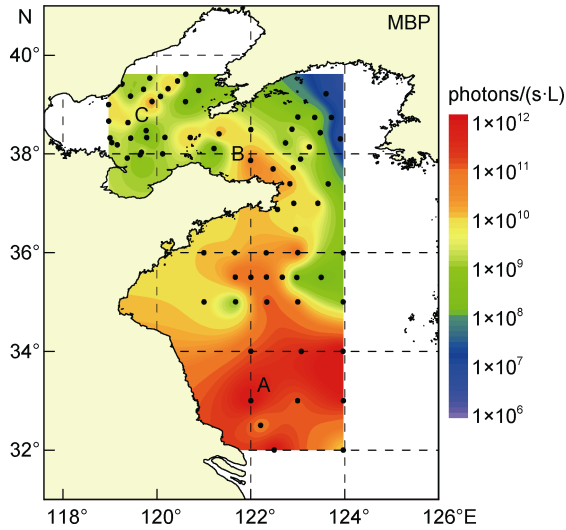 N
MBP
40°
38°
36°
34°
32°
118°
120°
122°
124°
126°E
C
B
A
photons/(s·L)
1×10¹²
1×10¹¹
1×10¹⁰
1×10⁹
1×10⁸
1×10⁷
1×10⁶